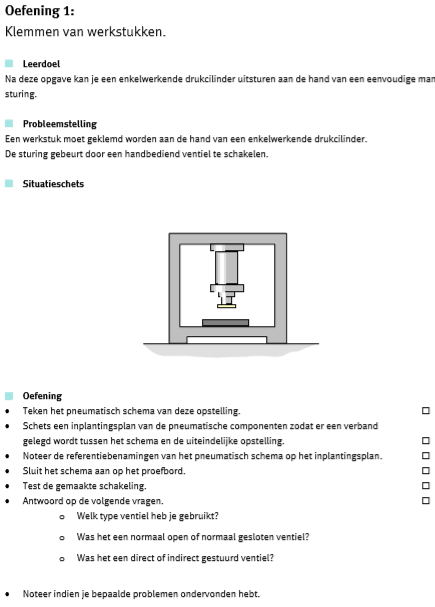 Oefening 1:
Klemmen van werkstukken.
Leerdoel
Na deze opgave kan je een enkelwerkende drukcilinder uitsturen aan de hand van een eenvoudige man
sturing.
Probleemstelling
Een werkstuk moet geklemd worden aan de hand van een enkelwerkende drukcilinder.
De sturing gebeurt door een handbediend ventiel te schakelen.
Situatieschets
Oefening
• Teken het pneumatisch schema van deze opstelling.
• Schets een inplantingsplan van de pneumatische componenten zodat er een verband
gelegd wordt tussen het schema en de uiteindelijke opstelling.
• Noteer de referentiebenamingen van het pneumatisch schema op het inplantingsplan.
• Sluit het schema aan op het proefbord.
• Test de gemaakte schakeling.
• Antwoord op de volgende vragen.
o Welk type ventiel heb je gebruikt?
o Was het een normaal open of normaal gesloten ventiel?
o Was het een direct of indirect gestuurd ventiel?
• Noteer indien je bepaalde problemen ondervonden hebt.